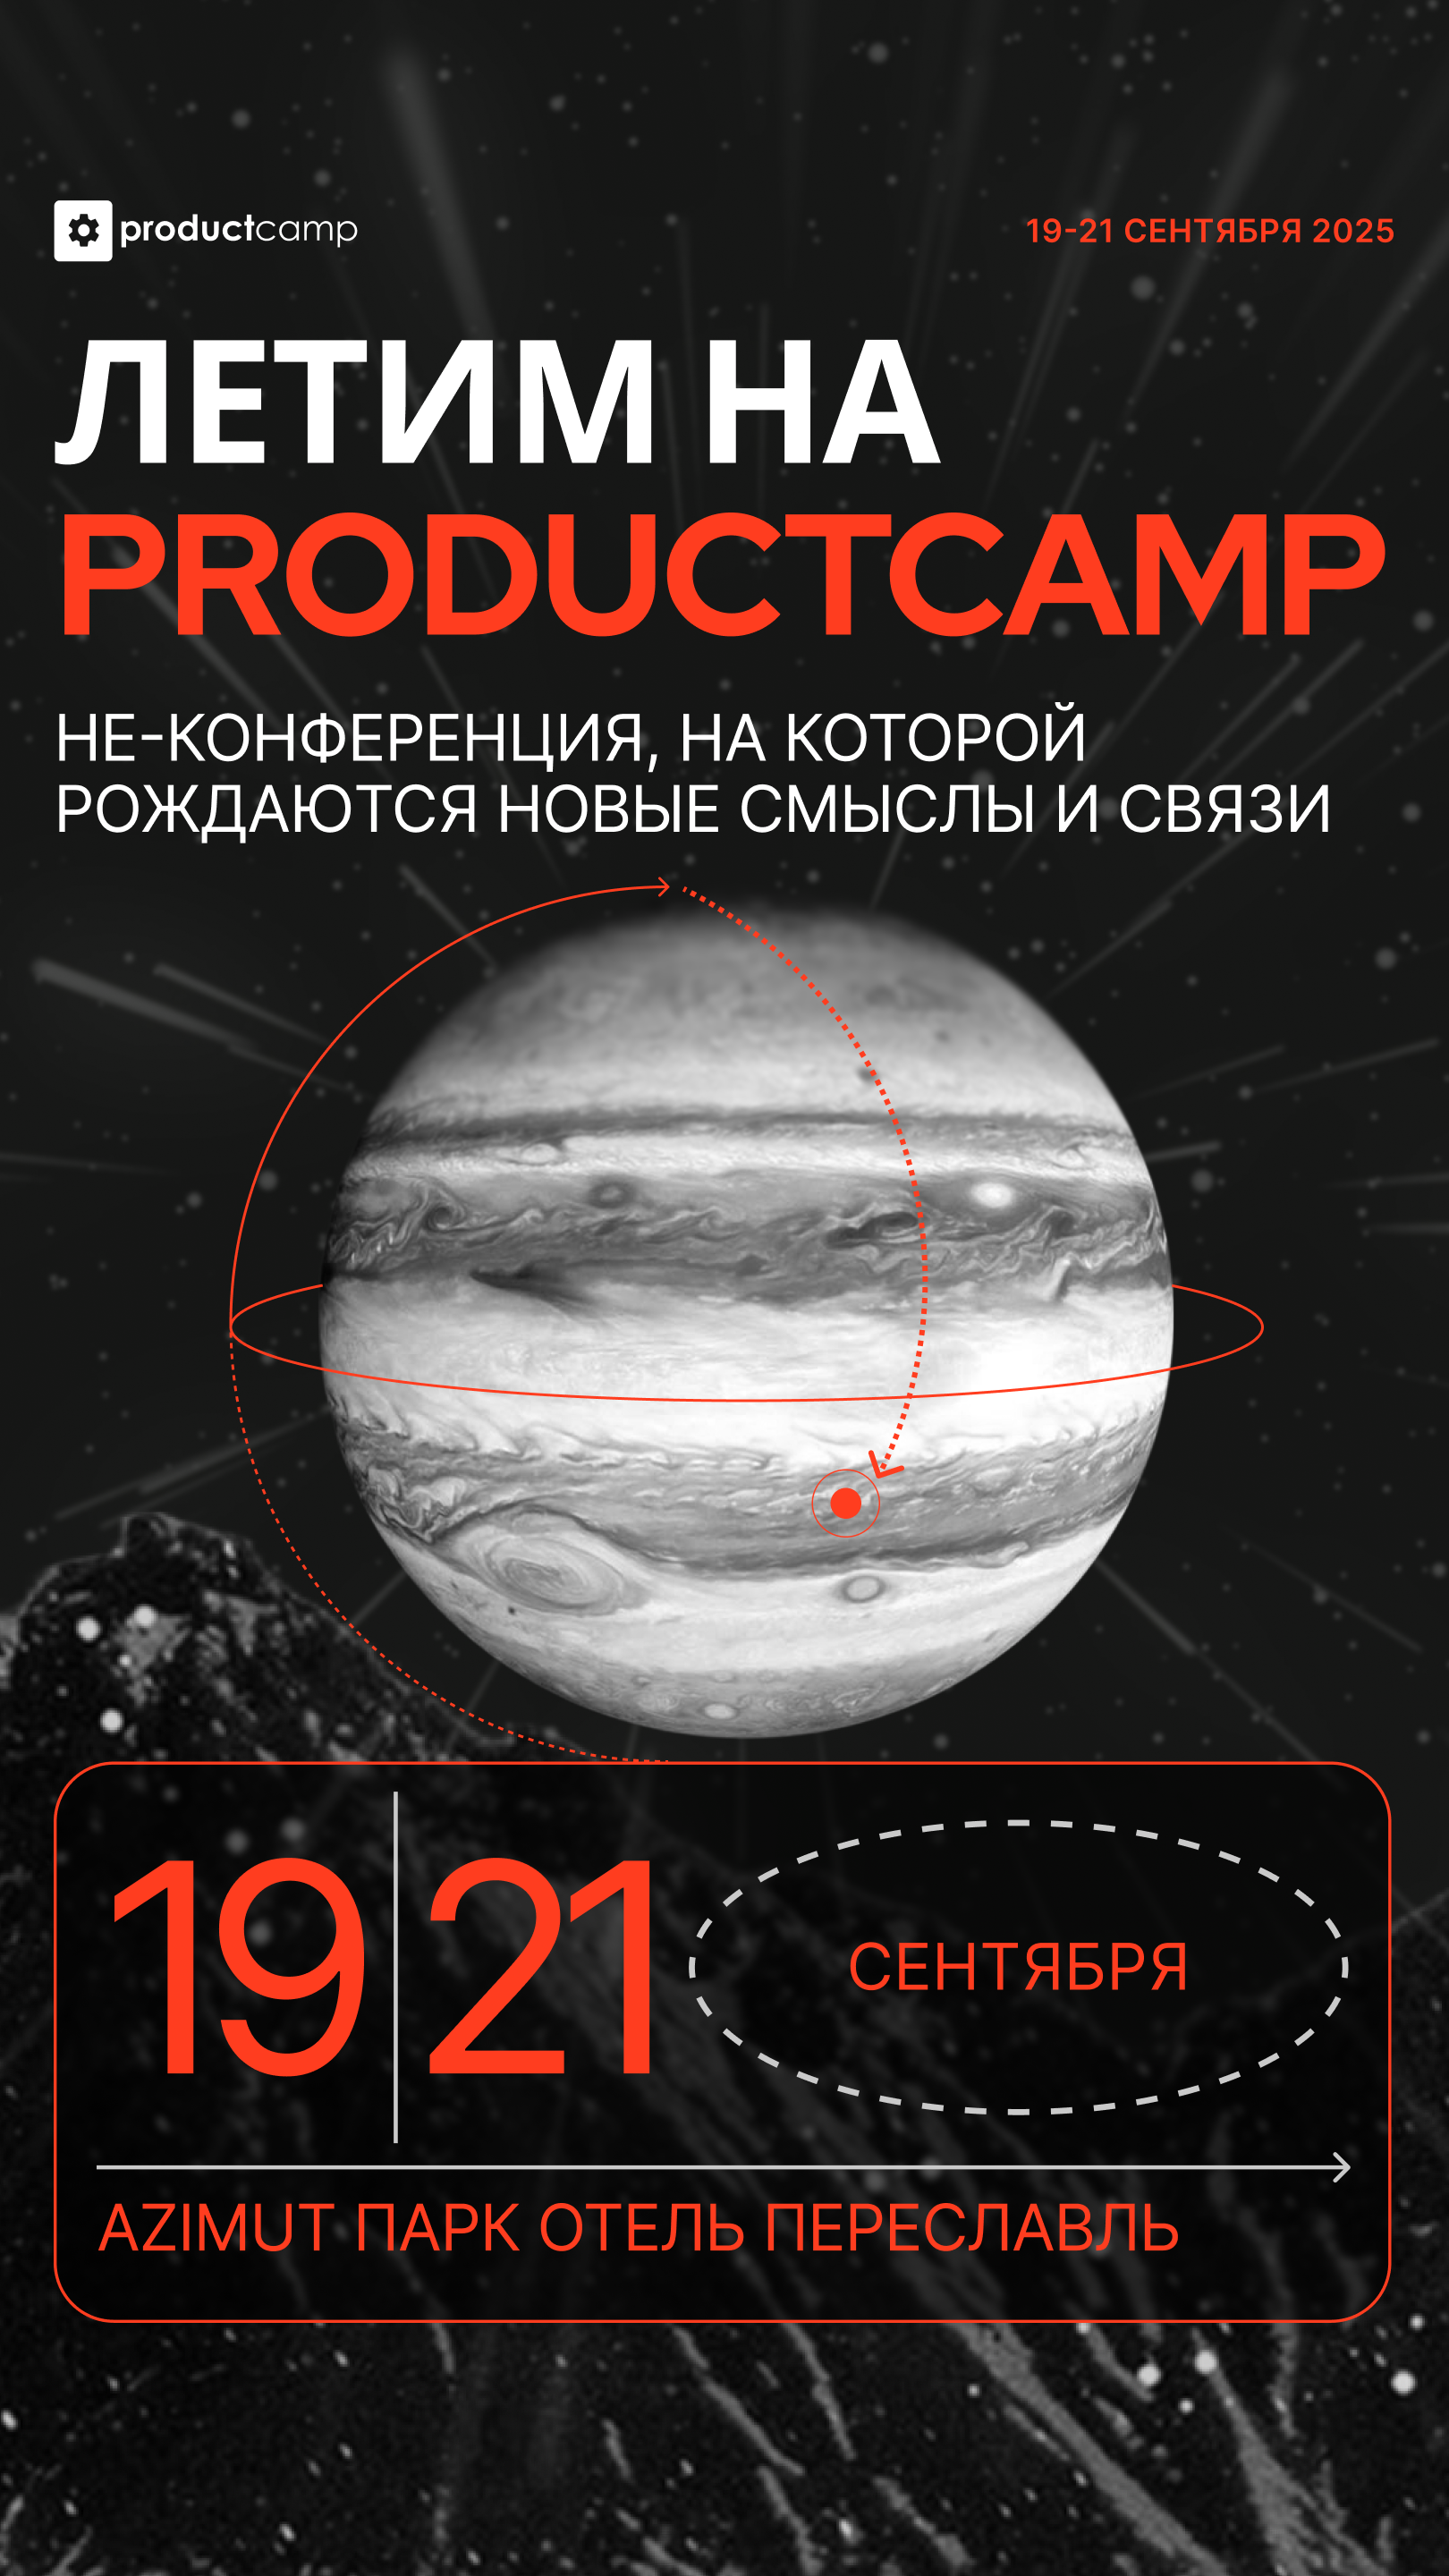 productcamp
19-21 СЕНТЯБРЯ 2025
ЛЕТИМ НА
PRODUCTCAMP
НЕ-КОНФЕРЕНЦИЯ, НА КОТОРОЙ
РОЖДАЮТСЯ НОВЫЕ СМЫСЛЫ И СВЯЗИ
19 21 СЕНТЯБРЯ
AZIMUT ПАРК ОТЕЛЬ ПЕРЕСЛАВЛЬ